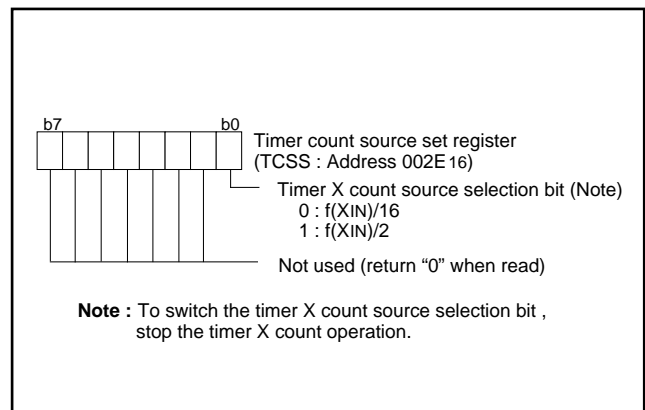 b7 b0
Timer count source set register
(TCSS : Address 002E16)
Timer X count source selection bit (Note)
0 : f(XIN)/16
1 : f(XIN)/2
Not used (return “0” when read)
Note : To switch the timer X count source selection bit ,
stop the timer X count operation.